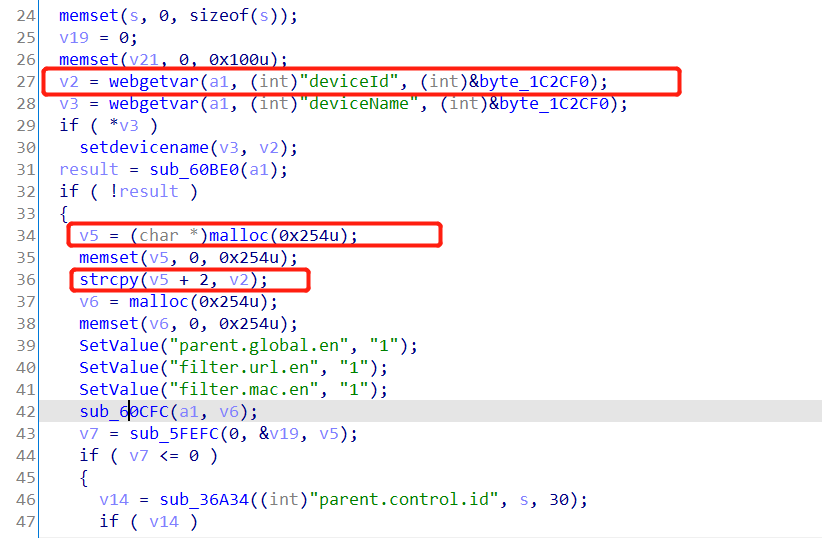 24 memset(s, 0, sizeof(s));
25 v19 = 0;
26 memset(v21, 0, 0x100u);
27 v2 = webgetvar(a1, (int)"deviceId", (int)&byte_1C2CF0);
28 v3 = webgetvar(a1, (int)"deviceName", (int)&byte_1C2CF0);
29 if ( *v3 )
30 setdevicename(v3, v2);
31 result = sub_60BE0(a1);
32 if ( !result )
33 {
34 v5 = (char *)malloc(0x254u);
35 memset(v5, 0, 0x254u);
36 strcpy(v5 + 2, v2);
37 v6 = malloc(0x254u);
38 memset(v6, 0, 0x254u);
39 SetValue("parent.global.en", "1");
40 SetValue("filter.url.en", "1");
41 SetValue("filter.mac.en", "1");
42 sub_60CFC(a1, v6);
43 v7 = sub_5FEFC(0, &v19, v5);
44 if ( v7 <= 0 )
45 {
46 v14 = sub_36A34((int)"parent.control.id", s, 30);
47 if ( v14 )